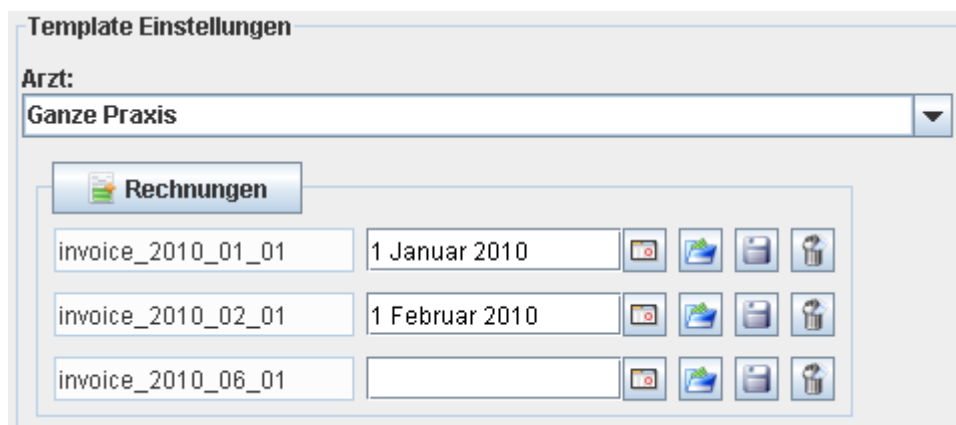 Template Einstellungen
Arzt:
Ganze Praxis
Rechnungen
invoice_2010_01_01 1 Januar 2010
invoice_2010_02_01 1 Februar 2010
invoice_2010_06_01